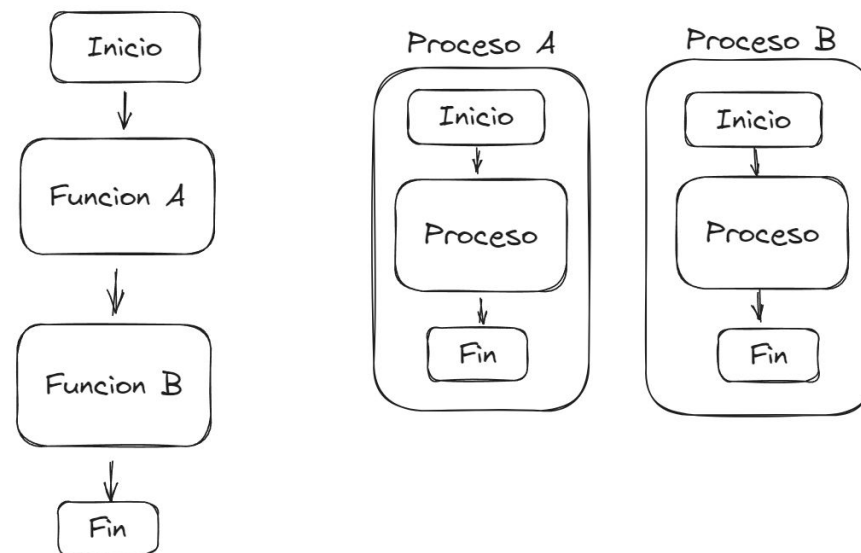 Inicio
Funcion A
Funcion B
Fin
Proceso A
Inicio
Proceso
Fin
Proceso B
Inicio
Proceso
Fin